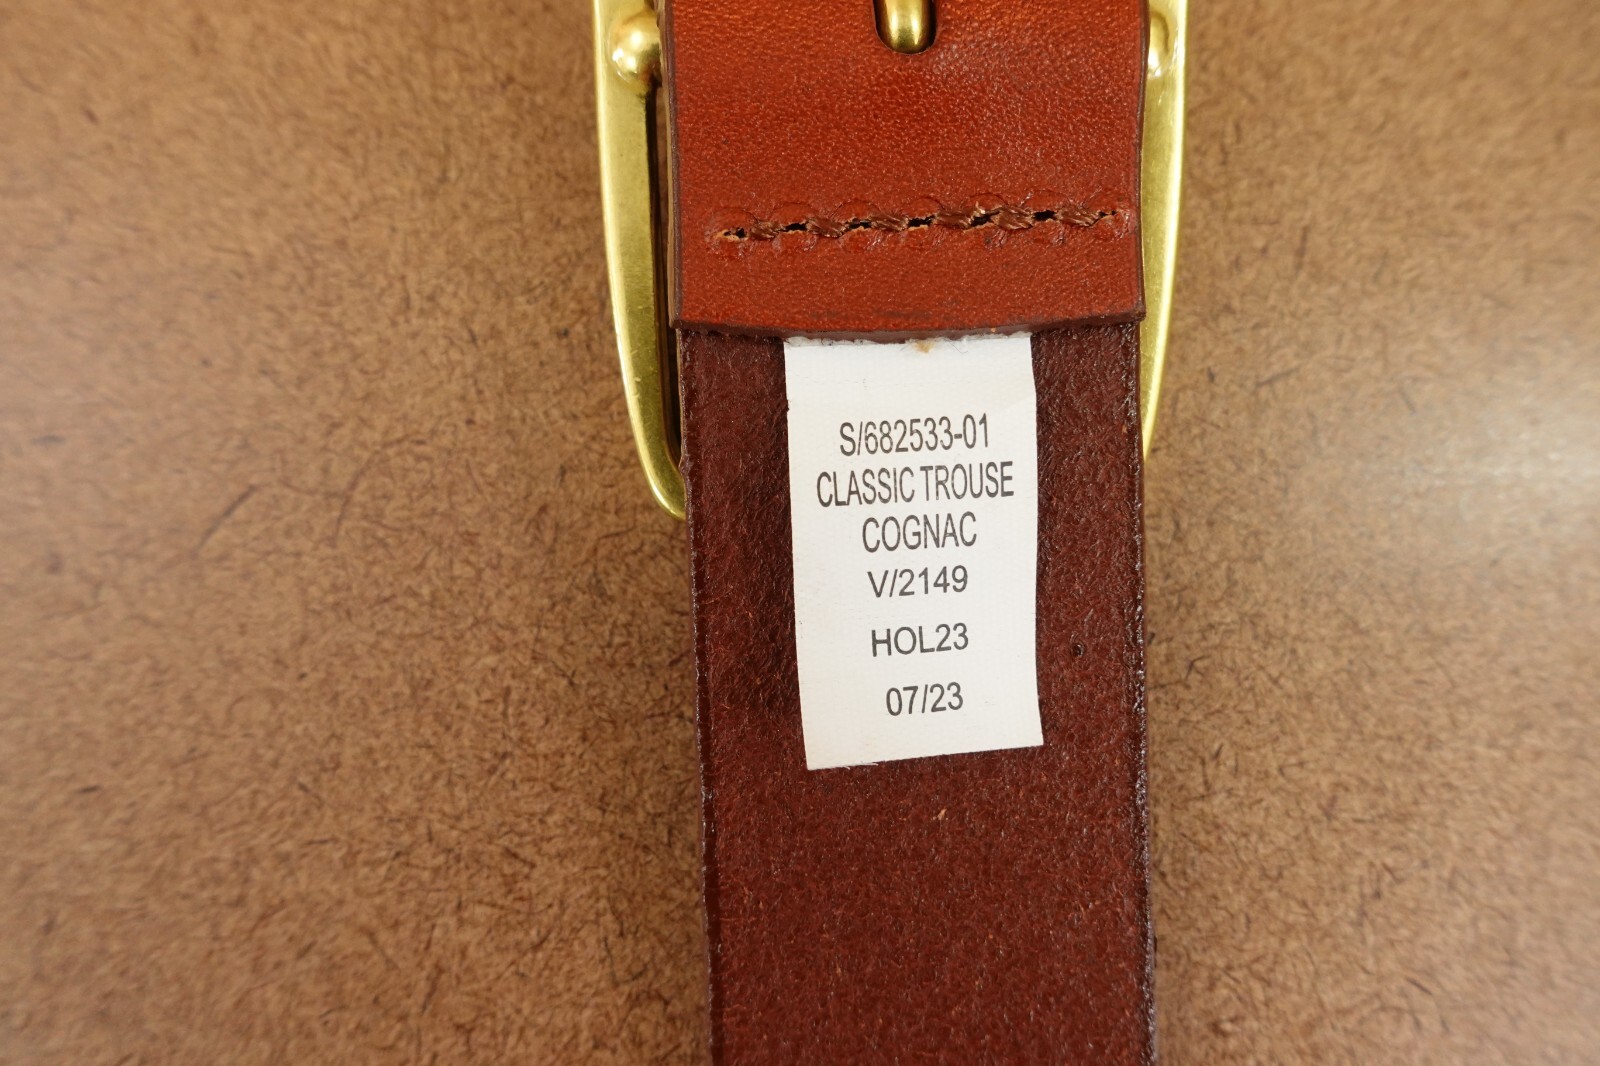 S/682533-01
CLASSIC TROUSE
COGNAC
V/2149
HOL23
07/23